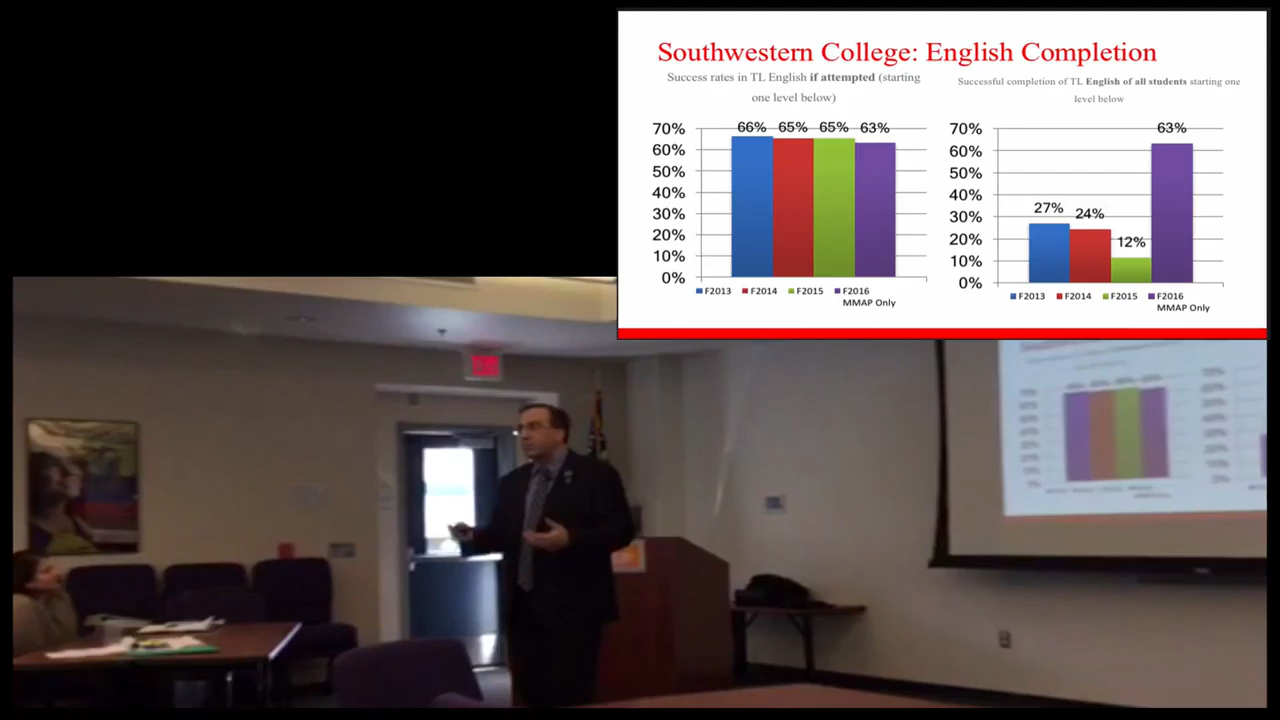 Southwestern College: English Completion
Success rates in TL English if attempted (starting
one level below)
66% 65% 65% 63%
70%
60%
50%
40%
30%
20%
10%
0%
F2013 F2014 F2015 F2016
MMAP Only
Successful completion of TL English of all students starting one
level below
63%
27%
24%
12%
70%
60%
50%
40%
30%
20%
10%
0%
F2013 F2014 F2015 F2016
MMAP Only